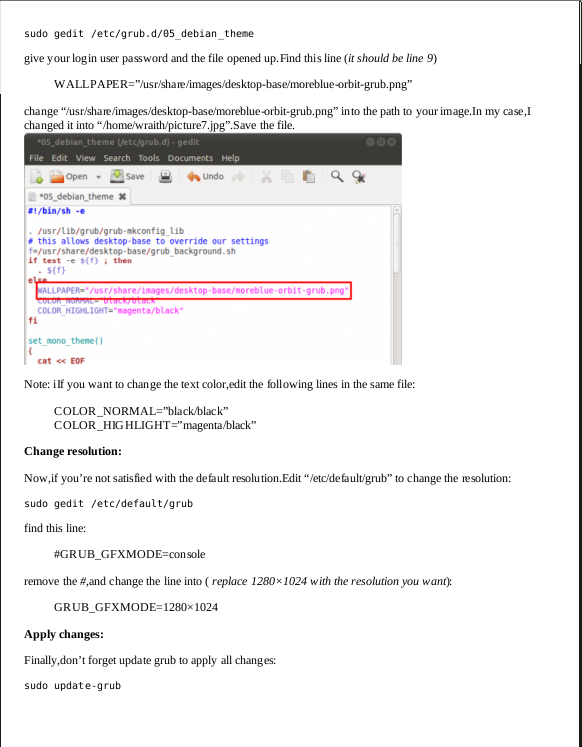 sudo gedit /etc/grub.d/05_debian_theme
give your login user password and the file opened up.Find this line (it should be line 9)
WALLPAPER=”/usr/share/images/desktop-base/moreblue-orbit-grub.png”
change “/usr/share/images/desktop-base/moreblue-orbit-grub.png” into the path to your image.In my case,I
changed it into “/home/wraith/picture7.jpg”.Save the file.
*05_debian_theme (/etc/grub.d) - gedit
File Edit View Search Tools Documents Help
Open Save Undo
*05_debian_theme
#!/bin/sh -e
. /usr/lib/grub/grub-mkconfig_lib
# this allows desktop-base to override our settings
f=/usr/share/desktop-base/grub_background.sh
if test -e ${f} ; then
. ${f}
else
WALLPAPER="/usr/share/images/desktop-base/moreblue-orbit-grub.png"
COLOR_NORMAL="black/black"
COLOR_HIGHLIGHT="magenta/black"
fi
set_mono_theme()
{
cat << EOF
Note: iIf you want to change the text color,edit the following lines in the same file:
COLOR_NORMAL=”black/black”
COLOR_HIGHLIGHT=”magenta/black”
Change resolution:
Now,if you’re not satisfied with the default resolution.Edit “/etc/default/grub” to change the resolution:
sudo gedit /etc/default/grub
find this line:
#GRUB_GFXMODE=console
remove the #,and change the line into ( replace 1280×1024 with the resolution you want):
GRUB_GFXMODE=1280×1024
Apply changes:
Finally,don’t forget update grub to apply all changes:
sudo update-grub